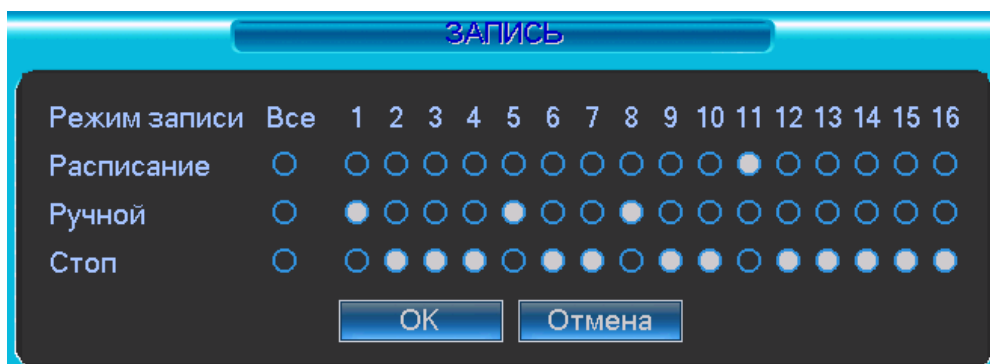 ЗАПИСЬ
Режим записи Все 1 2 3 4 5 6 7 8 9 10 11 12 13 14 15 16
Расписание
Ручной
Стоп
OK Отмена